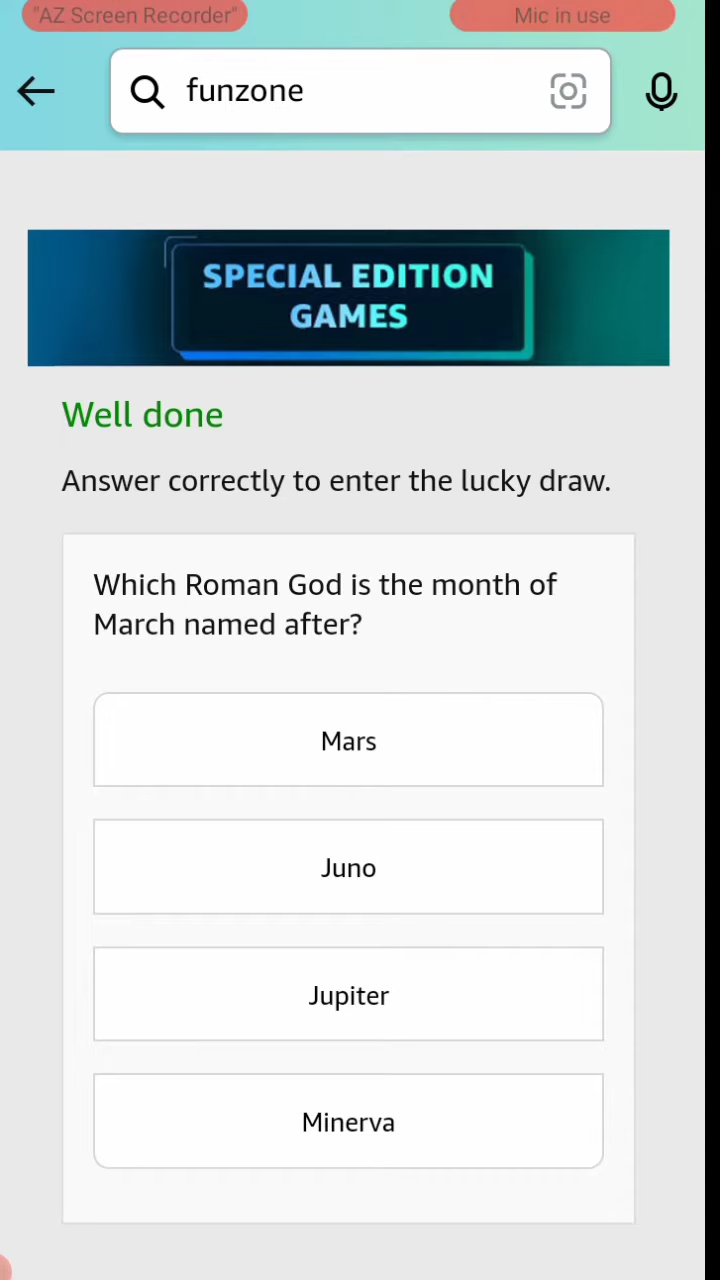 "AZ Screen Recorder"
Mic in use
funzone
SPECIAL EDITION
GAMES
Well done
Answer correctly to enter the lucky draw.
Which Roman God is the month of
March named after?
Mars
Juno
Jupiter
Minerva